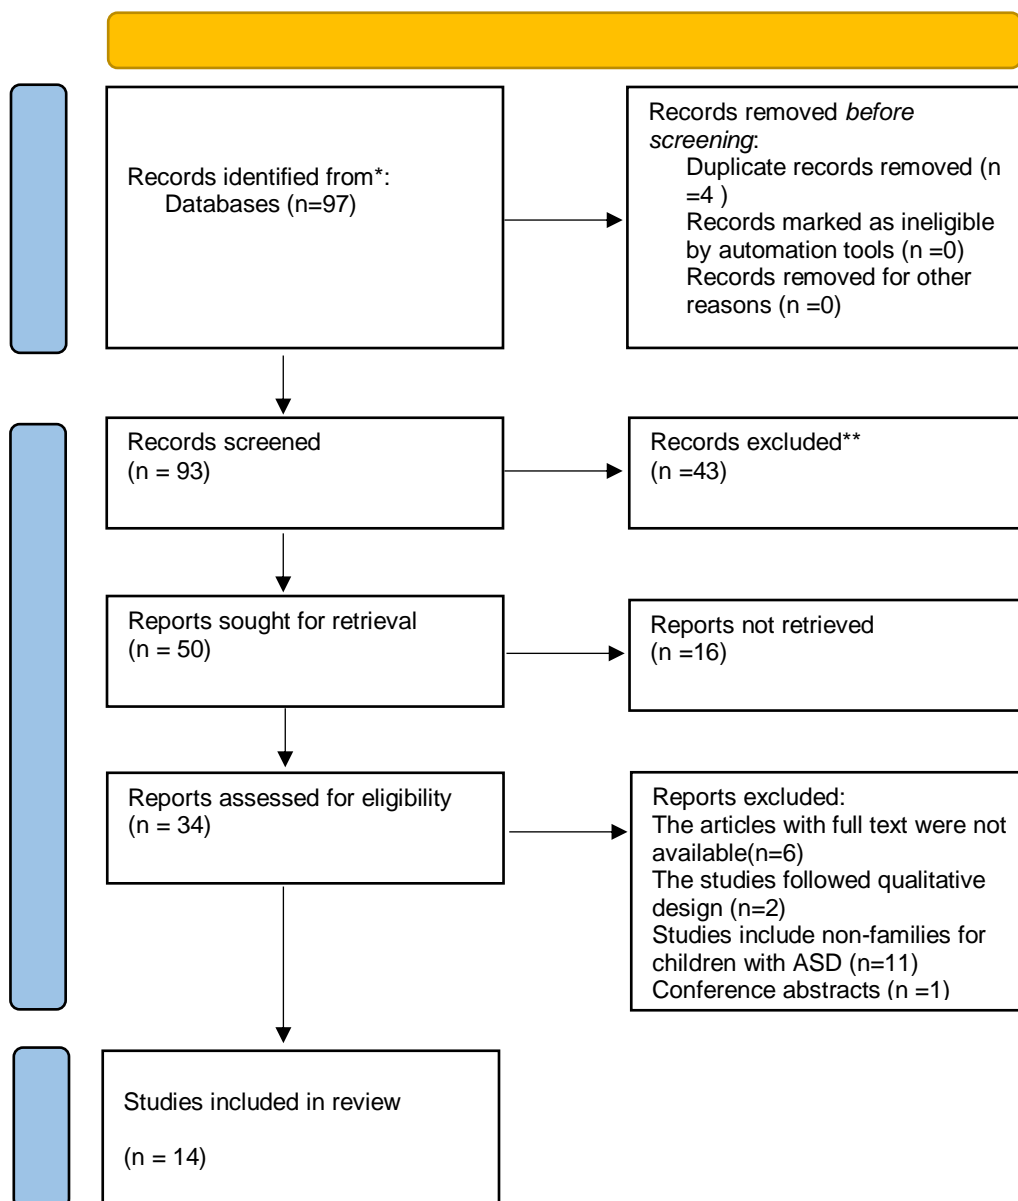 Records identified from*:
Databases (n=97)
Records removed before
screening:
Duplicate records removed (n
=4 )
Records marked as ineligible
by automation tools (n =0)
Records removed for other
reasons (n =0)
Records screened
(n = 93)
Records excluded**
(n =43)
Reports sought for retrieval
(n = 50)
Reports not retrieved
(n =16)
Reports assessed for eligibility
(n = 34)
Reports excluded:
The articles with full text were not
available(n=6)
The studies followed qualitative
design (n=2)
Studies include non-families for
children with ASD (n=11)
Conference abstracts (n =1)
Studies included in review
(n = 14)